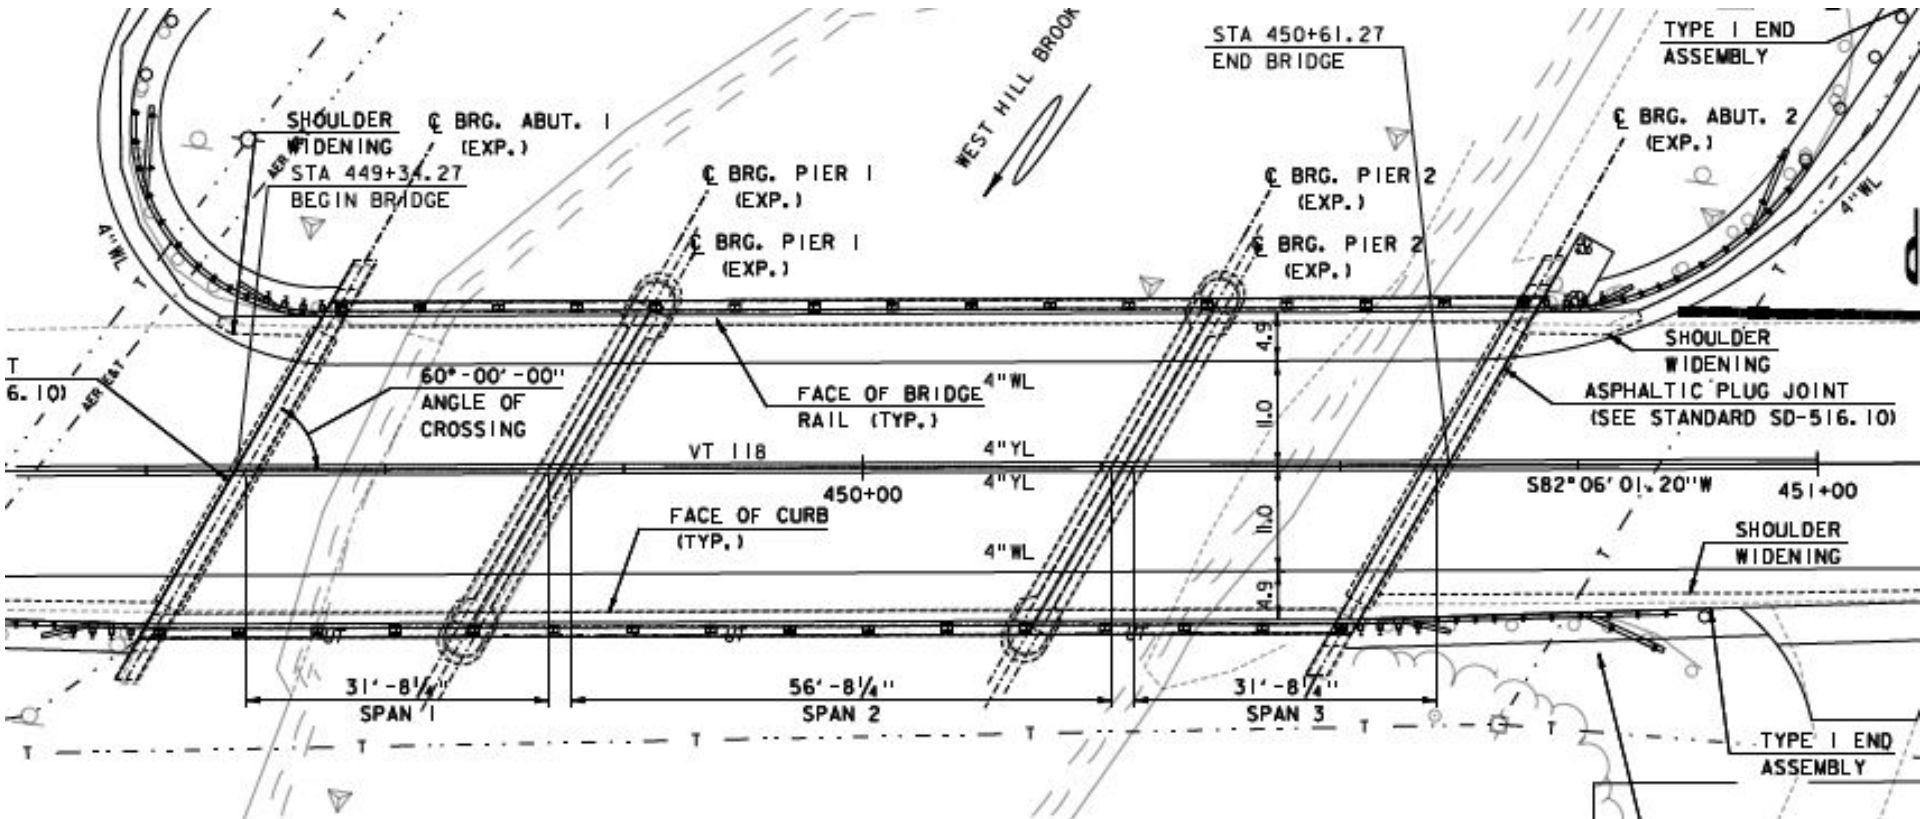 WEST HILL BROOK
STA 450+61.27
END BRIDGE
TYPE I END
ASSEMBLY
SHOULDER
WIDENING
℄ BRG. ABUT. 1
(EXP.)
STA 449+34.27
BEGIN BRIDGE
℄ BRG. PIER 1
(EXP.)
℄ BRG. PIER 1
(EXP.)
℄ BRG. PIER 2
(EXP.)
℄ BRG. PIER 2
(EXP.)
℄ BRG. ABUT. 2
(EXP.)
4"WL
T
T
4"WL
T
T
6.10)
AER E&T
60°-00'-00"
ANGLE OF
CROSSING
FACE OF BRIDGE
RAIL (TYP.)
4"WL
4.9
11.0
SHOULDER
WIDENING
ASPHALTIC PLUG JOINT
(SEE STANDARD SD-516.10)
VT 118
4"YL
450+00
4"YL
S82°06'01.20"W
451+00
FACE OF CURB
(TYP.)
4"WL
11.0
4.9
T
SHOULDER
WIDENING
31'-8¼"
SPAN 1
56'-8¼"
SPAN 2
31'-8¼"
SPAN 3
T
T
T
T
T
T
TYPE I END
ASSEMBLY